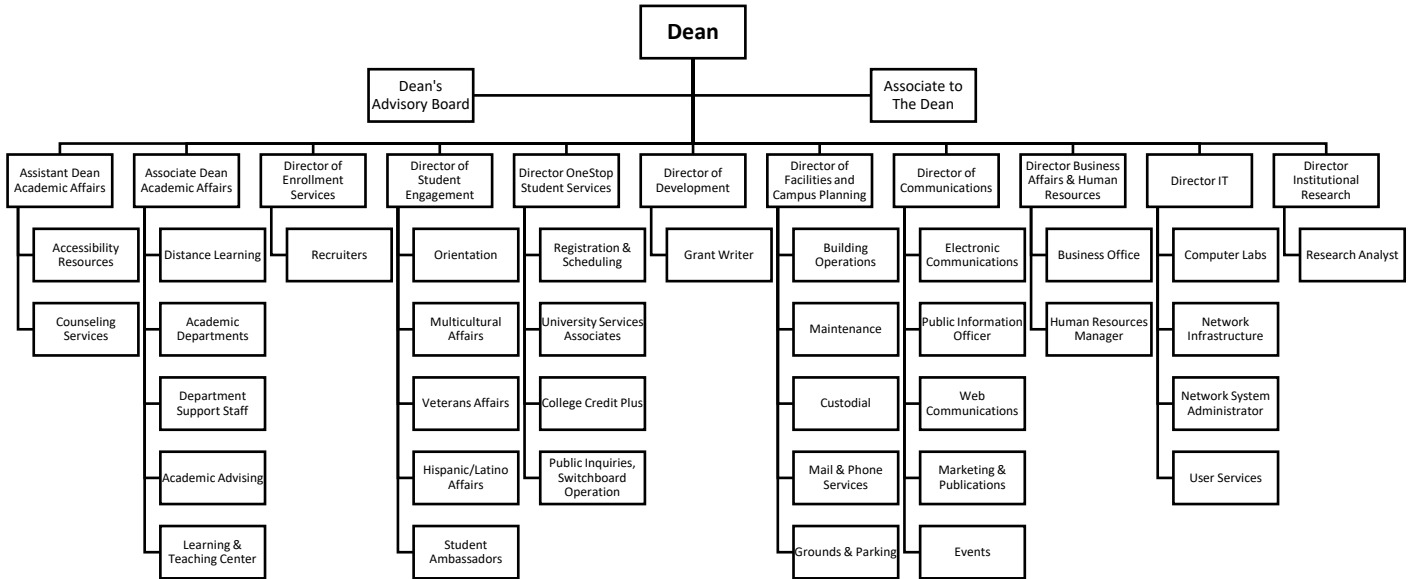 Dean
Dean's
Advisory Board
Associate to
The Dean
Assistant Dean
Academic Affairs
Associate Dean
Academic Affairs
Director of
Enrollment
Services
Director of
Student
Engagement
Director OneStop
Student Services
Director of
Development
Director of
Facilities and
Campus Planning
Director of
Communications
Director Business
Affairs & Human
Resources
Director IT
Director
Institutional
Research
Accessibility
Resources
Distance Learning
Recruiters
Orientation
Registration &
Scheduling
Grant Writer
Building
Operations
Electronic
Communications
Business Office
Computer Labs
Research Analyst
Counseling
Services
Academic
Departments
Multicultural
Affairs
University Services
Associates
Maintenance
Public Information
Officer
Human Resources
Manager
Network
Infrastructure
Department
Support Staff
Veterans Affairs
College Credit Plus
Custodial
Web
Communications
Network System
Administrator
Academic Advising
Hispanic/Latino
Affairs
Public Inquiries,
Switchboard
Operation
Mail & Phone
Services
Marketing &
Publications
User Services
Learning &
Teaching Center
Student
Ambassadors
Grounds & Parking
Events